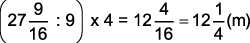 (27 9/16 : 9) x 4 = 12 4/16 = 12 1/4 (m)